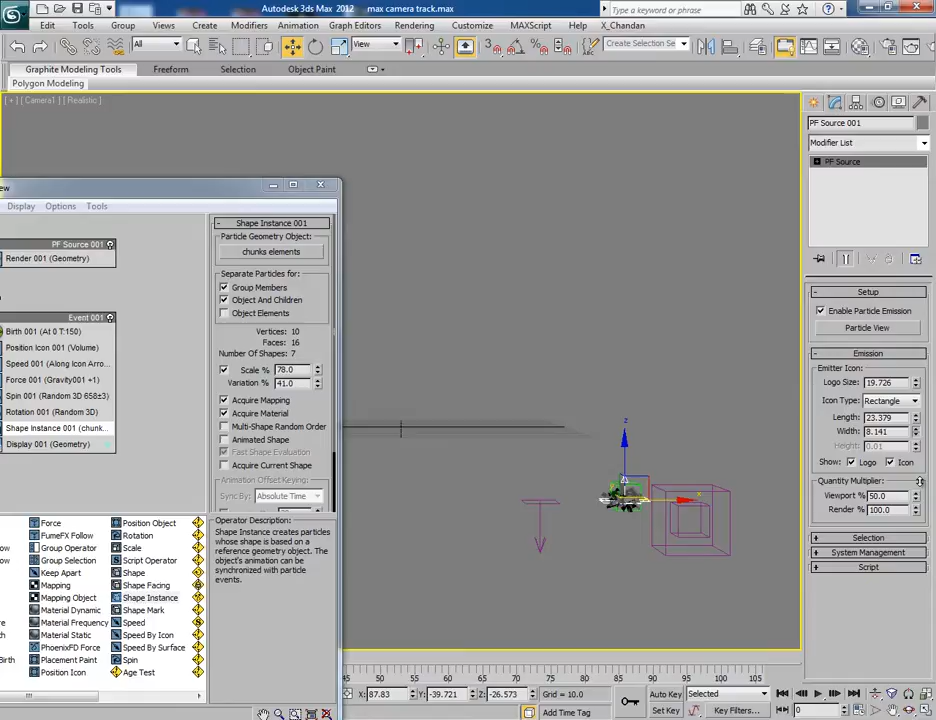 Autodesk 3ds Max 2012 max camera track.max
Type a keyword or phrase
Edit Tools Group Views Create Modifiers Animation Graph Editors Rendering Customize MAXScript Help X_Chandan
All View Create Selection Se
Graphite Modeling Tools Freeform Selection Object Paint
Polygon Modeling
[ + ] [ Camera1 ] [ Realistic ]
PF Source 001
Modifier List
PF Source
ew
Display Options Tools
PF Source 001
Render 001 (Geometry)
Event 001
Birth 001 (At 0 T:150)
Position Icon 001 (Volume)
Speed 001 (Along Icon Arro...
Force 001 (Gravity001 +1)
Spin 001 (Random 3D 658±3)
Rotation 001 (Random 3D)
Shape Instance 001 (chunk...
Display 001 (Geometry)
Shape Instance 001
Particle Geometry Object:
chunks elements
Separate Particles for:
Group Members
Object And Children
Object Elements
Vertices: 10
Faces: 16
Number Of Shapes: 7
Scale % 78.0
Variation % 41.0
Acquire Mapping
Acquire Material
Multi-Shape Random Order
Animated Shape
Fast Shape Evaluation
Acquire Current Shape
Animation Offset Keying:
Sync By: Absolute Time
z
x
Setup
Enable Particle Emission
Particle View
Emission
Emitter Icon:
Logo Size: 19.726
Icon Type: Rectangle
Length: 23.379
Width: 8.141
Height: 0.01
Show: Logo Icon
Quantity Multiplier:
Viewport % 50.0
Render % 100.0
Selection
System Management
Script
Force Position Object
FumeFX Follow Rotation
Group Operator Scale
Group Selection Script Operator
Keep Apart Shape
Mapping Shape Facing
Mapping Object Shape Instance
Material Dynamic Shape Mark
Material Frequency Speed
Material Static Speed By Icon
PhoenixFD Force Speed By Surface
Placement Paint Spin
Position Icon Age Test
Operator Description:
Shape Instance creates particles
whose shape is based on a
reference geometry object. The
object's animation can be
synchronized with particle
events.
45 50 55 60 65 70 75 80 85 90 95 100 105
X: 87.83 Y: -39.721 Z: -26.573 Grid = 10.0
Add Time Tag
Auto Key Selected
Set Key Key Filters...
0